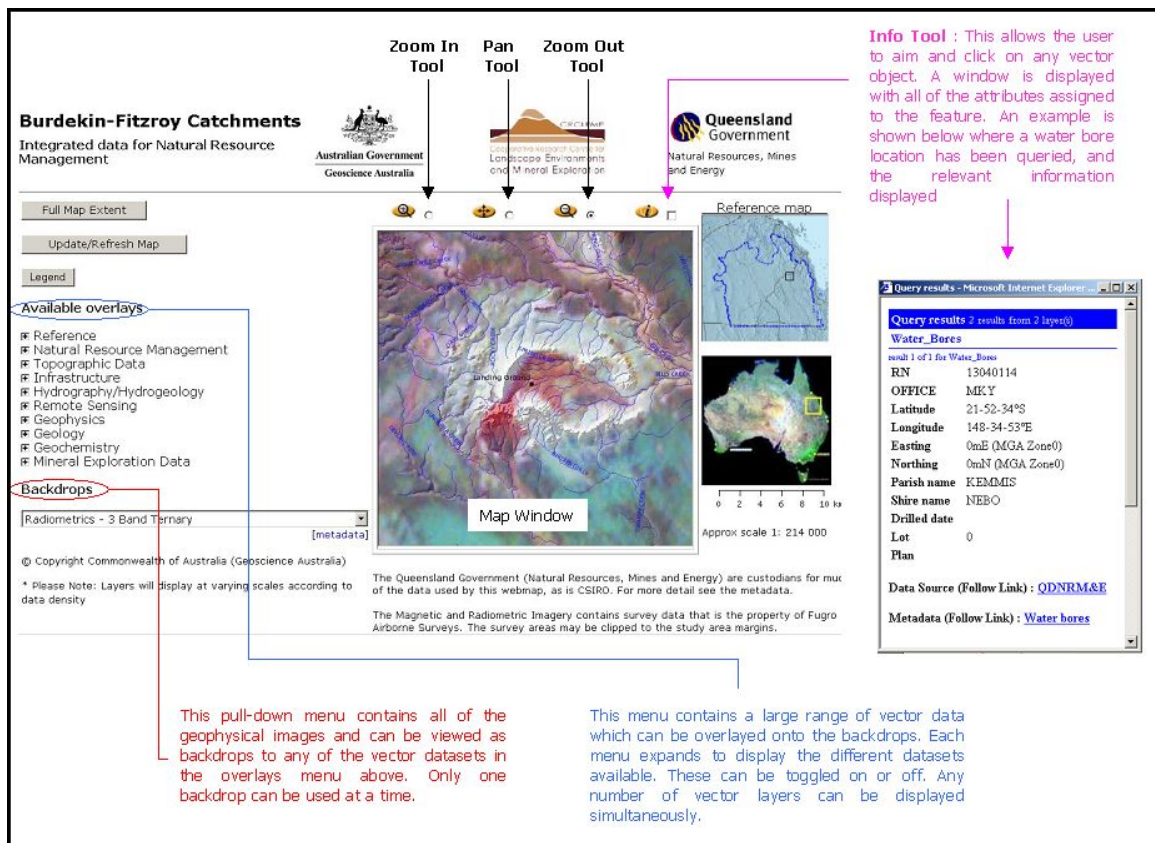 Zoom In
Tool
Pan
Tool
Zoom Out
Tool
Info Tool : This allows the user
to aim and click on any vector
object. A window is displayed
with all of the attributes assigned
to the feature. An example is
shown below where a water bore
location has been queried, and
the relevant information
displayed
Burdekin-Fitzroy Catchments
Integrated data for Natural Resource
Management
Australian Government
Geoscience Australia
CRC LEME
Cooperative Research Centre for
Landscape Environments
and Mineral Exploration
Queensland
Government
Natural Resources, Mines
and Energy
Full Map Extent
Update/Refresh Map
Legend
Available overlays
Reference
Natural Resource Management
Topographic Data
Infrastructure
Hydrography/Hydrogeology
Remote Sensing
Geophysics
Geology
Geochemistry
Mineral Exploration Data
Backdrops
Radiometrics - 3 Band Ternary
[metadata]
© Copyright Commonwealth of Australia (Geoscience Australia)
* Please Note: Layers will display at varying scales according to
data density
Landing Ground
Map Window
Reference map
0 2 4 6 8 10 km
Approx scale 1: 214 000
The Queensland Government (Natural Resources, Mines and Energy) are custodians for muc
of the data used by this webmap, as is CSIRO. For more detail see the metadata.
The Magnetic and Radiometric Imagery contains survey data that is the property of Fugro
Airborne Surveys. The survey areas may be clipped to the study area margins.
Query results - Microsoft Internet Explorer ...
Query results 2 results from 2 layer(s)
Water_Bores
result 1 of 1 for Water_Bores
RN 13040114
OFFICE MKY
Latitude 21-52-34°S
Longitude 148-34-53°E
Easting 0mE (MGA Zone0)
Northing 0mN (MGA Zone0)
Parish name KEMMIS
Shire name NEBO
Drilled date
Lot 0
Plan
Data Source (Follow Link) : QDNRM&E
Metadata (Follow Link) : Water bores
This pull-down menu contains all of the
geophysical images and can be viewed as
backdrops to any of the vector datasets in
the overlays menu above. Only one
backdrop can be used at a time.
This menu contains a large range of vector data
which can be overlayed onto the backdrops. Each
menu expands to display the different datasets
available. These can be toggled on or off. Any
number of vector layers can be displayed
simultaneously.